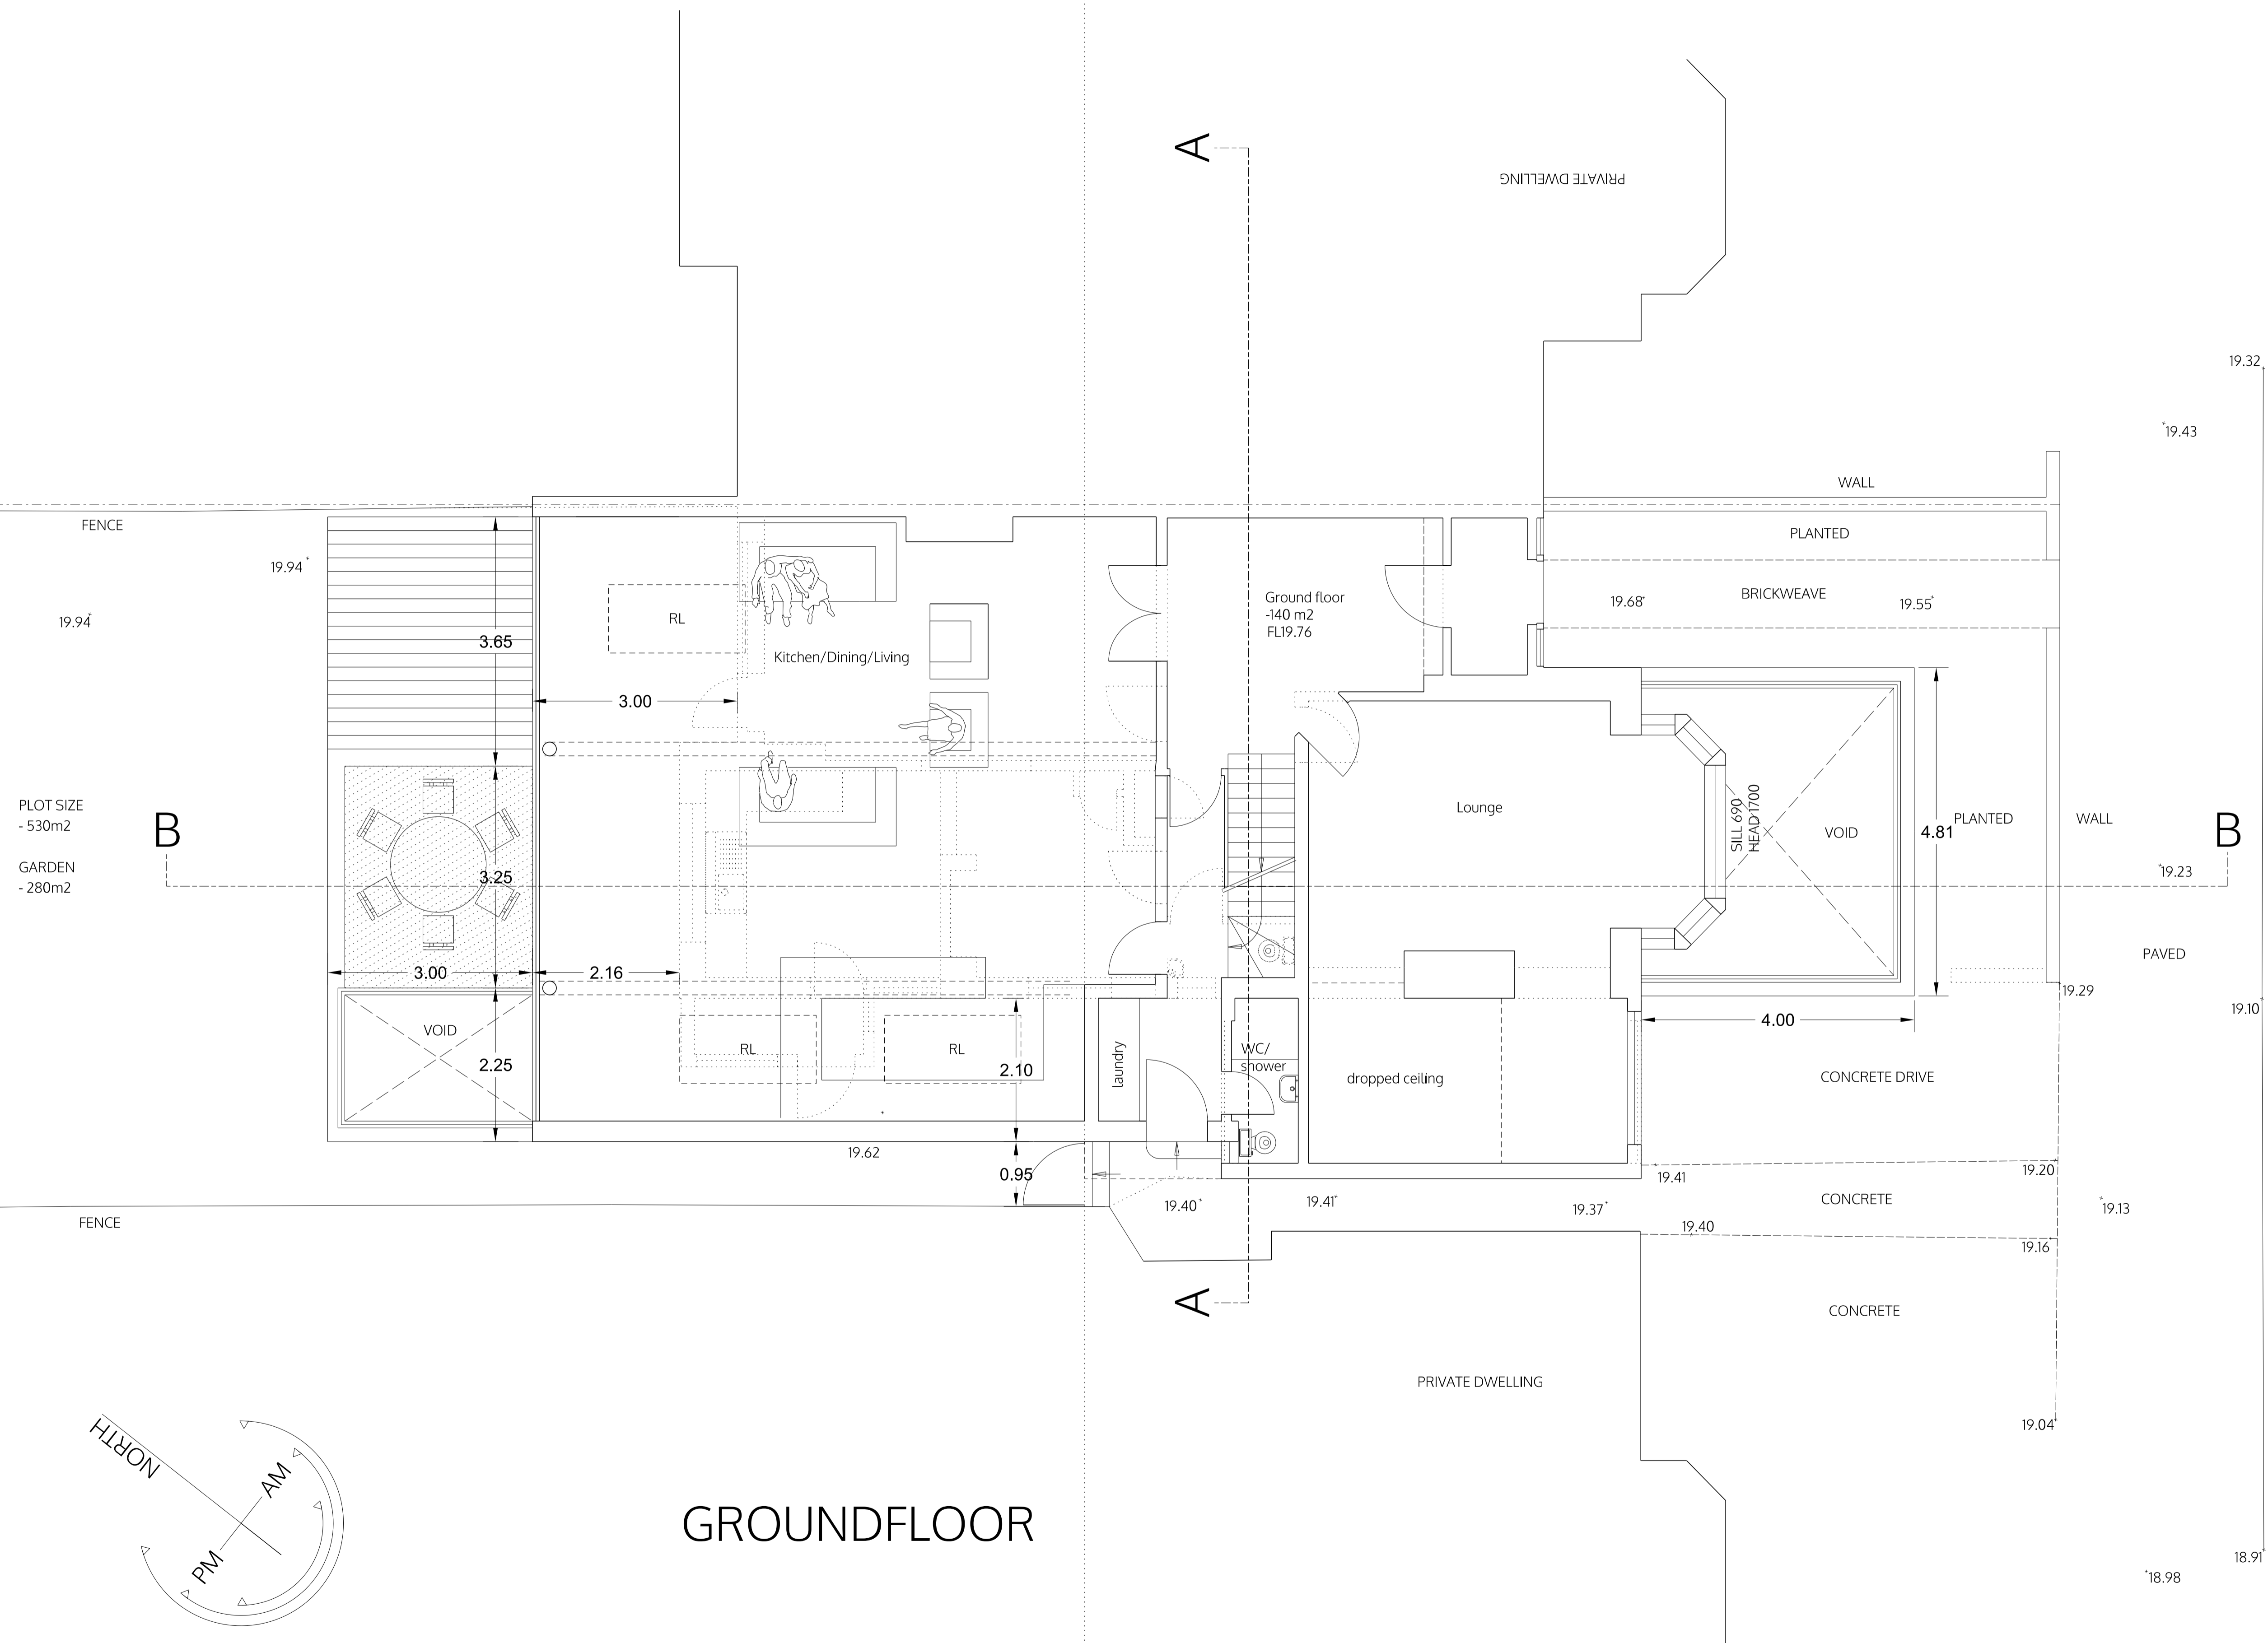 A
PRIVATE DWELLING
19.32
19.43
WALL
FENCE
PLANTED
19.94
19.94
Ground floor
-140 m2
FL19.76
19.68
BRICKWEAVE
19.55
RL
3.65
Kitchen/Dining/Living
3.00
PLOT SIZE
- 530m2
GARDEN
- 280m2
B
3.25
Lounge
SILL 690
HEAD 1700
VOID
4.81
PLANTED
WALL
B
19.23
PAVED
3.00
2.16
19.29
19.10
VOID
2.25
RL
RL
2.10
laundry
WC/
shower
dropped ceiling
4.00
CONCRETE DRIVE
19.62
0.95
19.40
19.41
19.37
19.41
19.20
CONCRETE
19.13
19.40
19.16
FENCE
A
CONCRETE
PRIVATE DWELLING
19.04
NORTH
AM
PM
GROUNDFLOOR
18.91
18.98